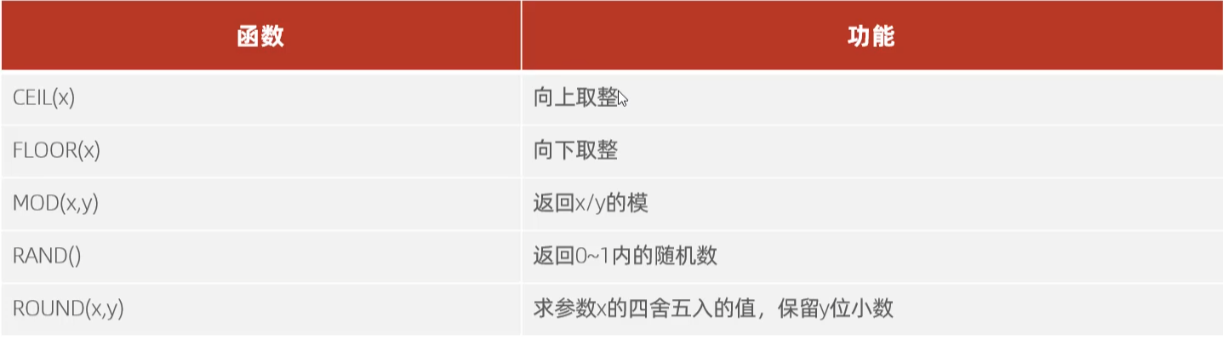 函数 功能
CEIL(x) 向上取整
FLOOR(x) 向下取整
MOD(x,y) 返回x/y的模
RAND() 返回0~1内的随机数
ROUND(x,y) 求参数x的四舍五入的值，保留y位小数